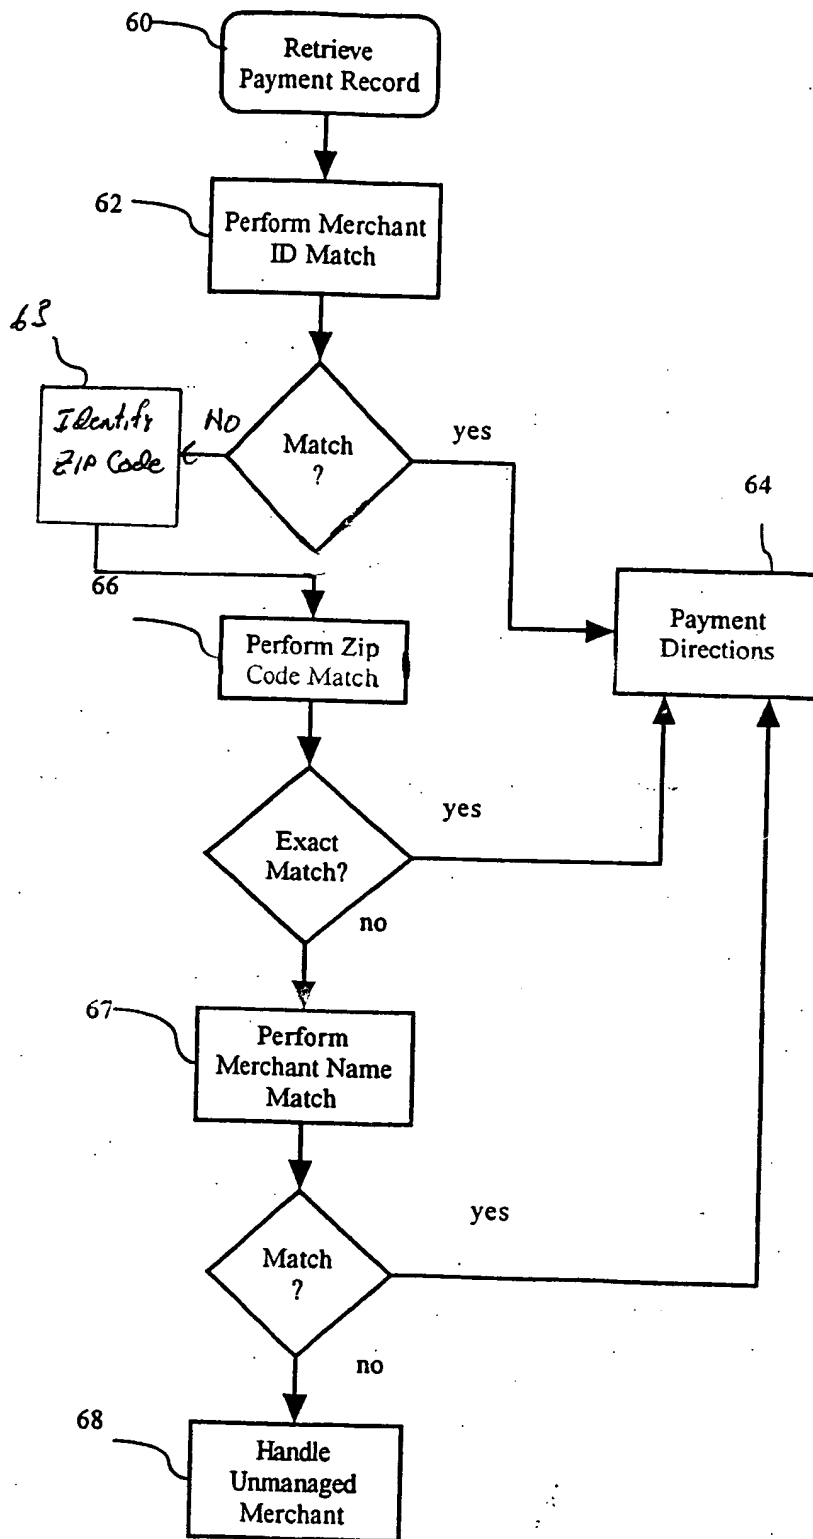 60
Retrieve
Payment Record
62
Perform Merchant
ID Match
63
Identify
ZIP Code
NO
Match
?
yes
64
Payment
Directions
66
Perform Zip
Code Match
Exact
Match?
yes
no
67
Perform
Merchant Name
Match
Match
?
yes
no
68
Handle
Unmanaged
Merchant